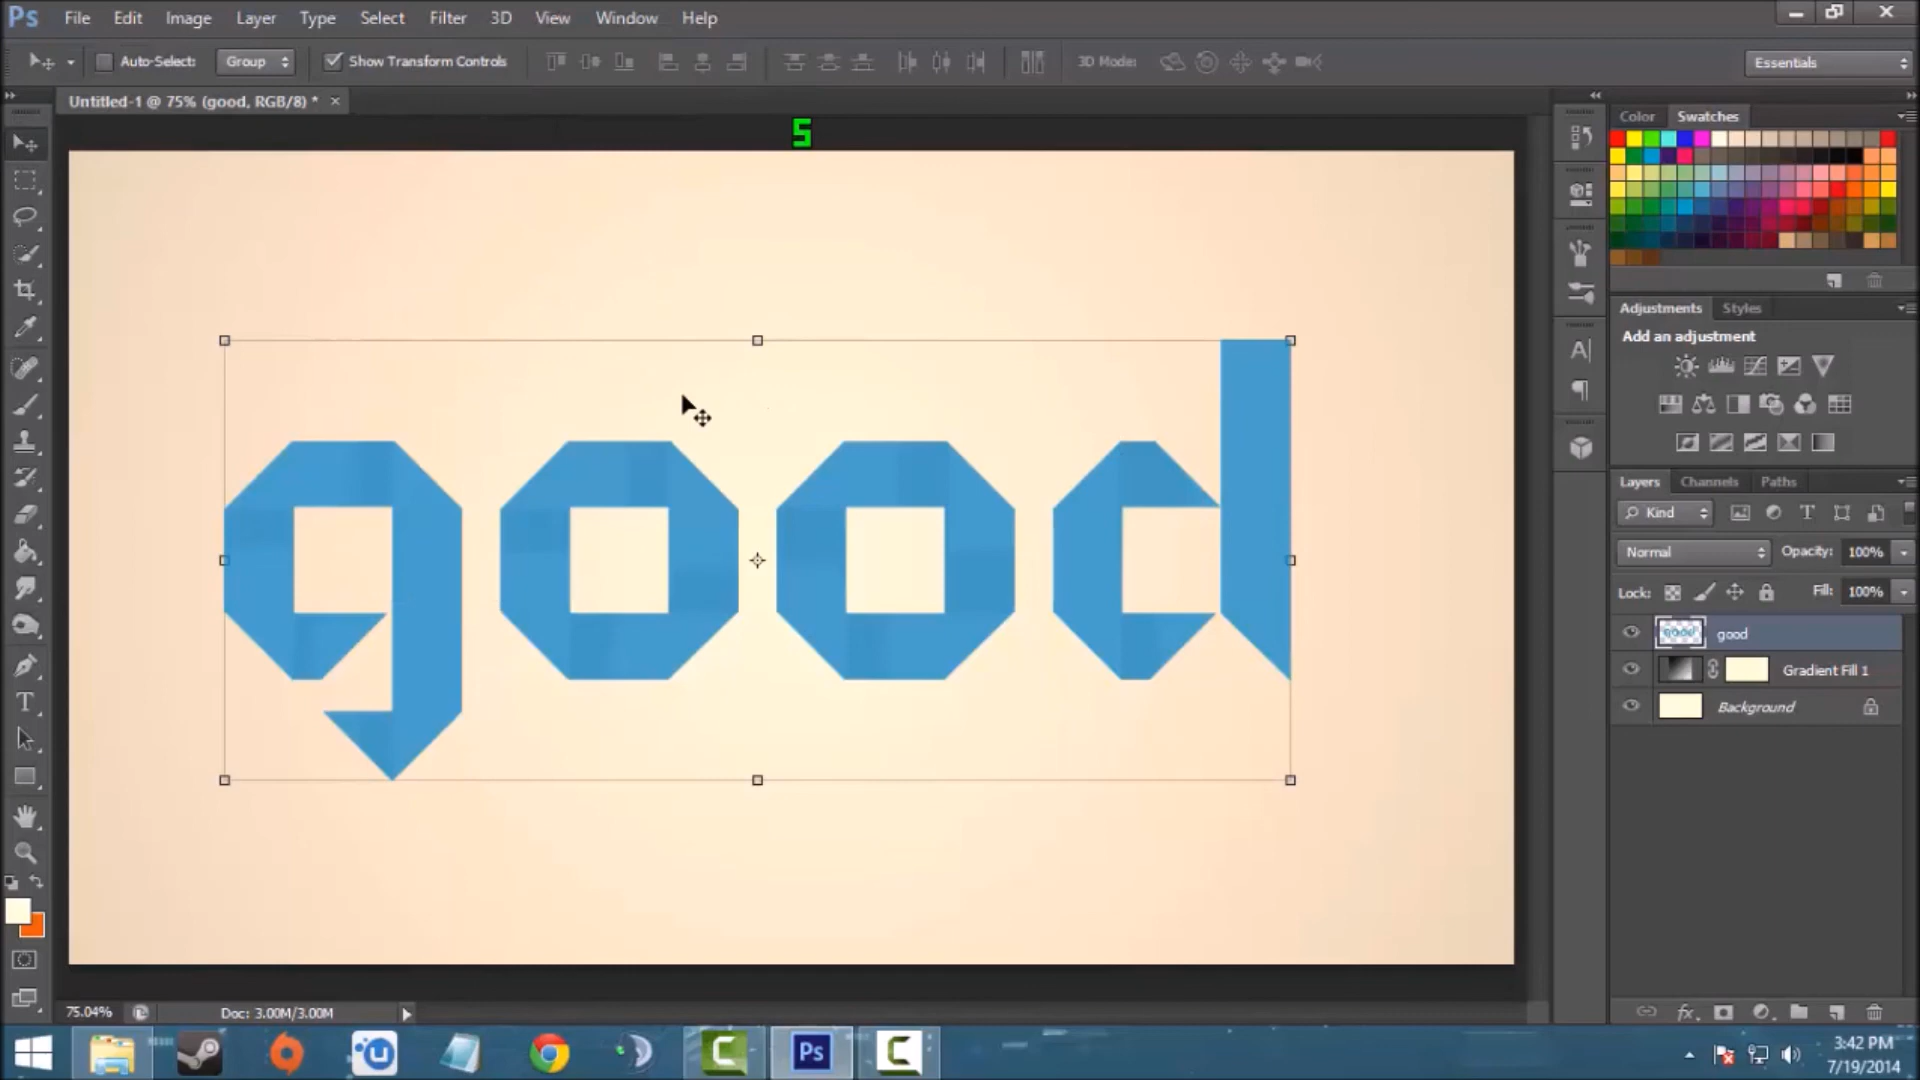 Ps File Edit Image Layer Type Select Filter 3D View Window Help
Auto-Select: Group Show Transform Controls 3D Mode: Essentials
Untitled-1 @ 75% (good, RGB/8) * ×
5
good
Color Swatches
Adjustments Styles
Add an adjustment
Layers Channels Paths
Kind
Normal Opacity: 100%
Lock: Fill: 100%
good
Gradient Fill 1
Background
75.04% Doc: 3.00M/3.00M
3:42 PM
7/19/2014